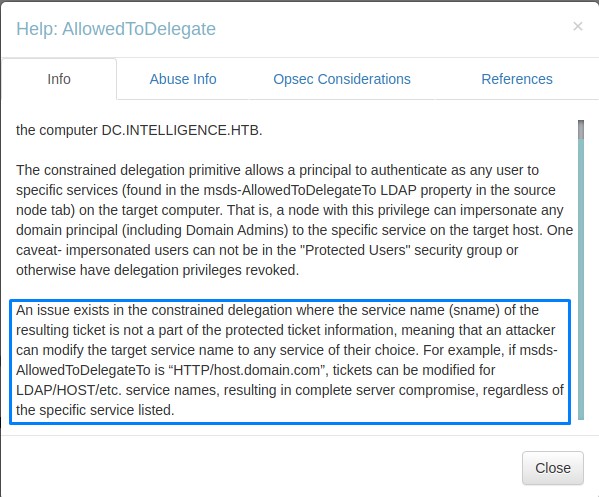 Help: AllowedToDelegate
×
Info
Abuse Info
Opsec Considerations
References
the computer DC.INTELLIGENCE.HTB.
The constrained delegation primitive allows a principal to authenticate as any user to
specific services (found in the msds-AllowedToDelegateTo LDAP property in the source
node tab) on the target computer. That is, a node with this privilege can impersonate any
domain principal (including Domain Admins) to the specific service on the target host. One
caveat- impersonated users can not be in the "Protected Users" security group or
otherwise have delegation privileges revoked.
An issue exists in the constrained delegation where the service name (sname) of the
resulting ticket is not a part of the protected ticket information, meaning that an attacker
can modify the target service name to any service of their choice. For example, if msds-
AllowedToDelegateTo is “HTTP/host.domain.com”, tickets can be modified for
LDAP/HOST/etc. service names, resulting in complete server compromise, regardless of
the specific service listed.
Close